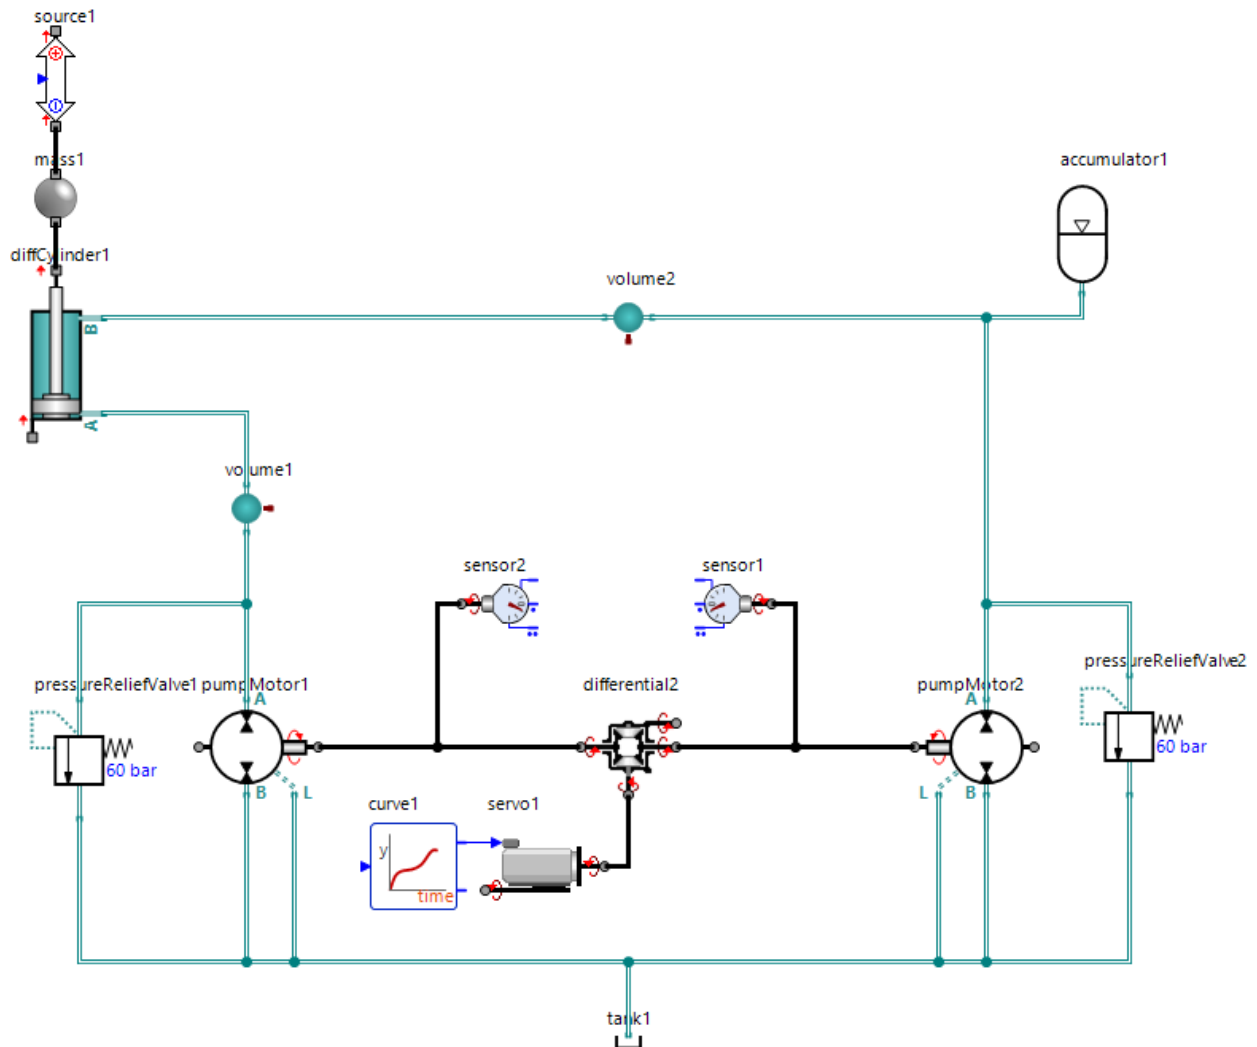 source1
mass1
accumulator1
diffCylinder1
volume2
B
A
volume1
sensor2
sensor1
pressureReliefValve1
pumpMotor1
differential2
pumpMotor2
pressureReliefValve2
A
A
60 bar
60 bar
B
L
L
B
curve1
servo1
y
time
tank1